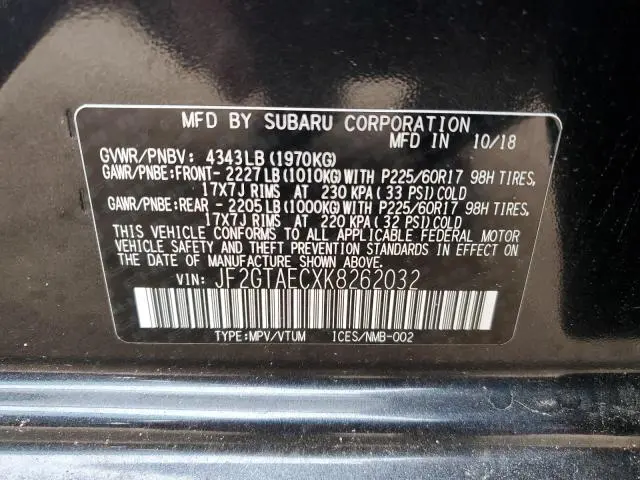 MFD BY SUBARU CORPORATION
MFD IN 10/18
GVWR/PNBV: 4343LB(1970KG)
GAWR/PNBE:FRONT- 2227LB(1010KG)WITH P225/60R17 98H TIRES,
17X7J RIMS AT 230 KPA(33 PSI)COLD
GAWR/PNBE:REAR - 2205LB(1000KG)WITH P225/60R17 98H TIRES,
17X7J RIMS AT 220 KPA(32 PSI)COLD
THIS VEHICLE CONFORMS TO ALL APPLICABLE FEDERAL MOTOR
VEHICLE SAFETY AND THEFT PREVENTION STANDARDS IN EFFECT ON
THE DATE OF MANUFACTURE SHOWN ABOVE.
VIN: JF2GTAECXK8262032
TYPE:MPV/VTUM ICES/NMB-002